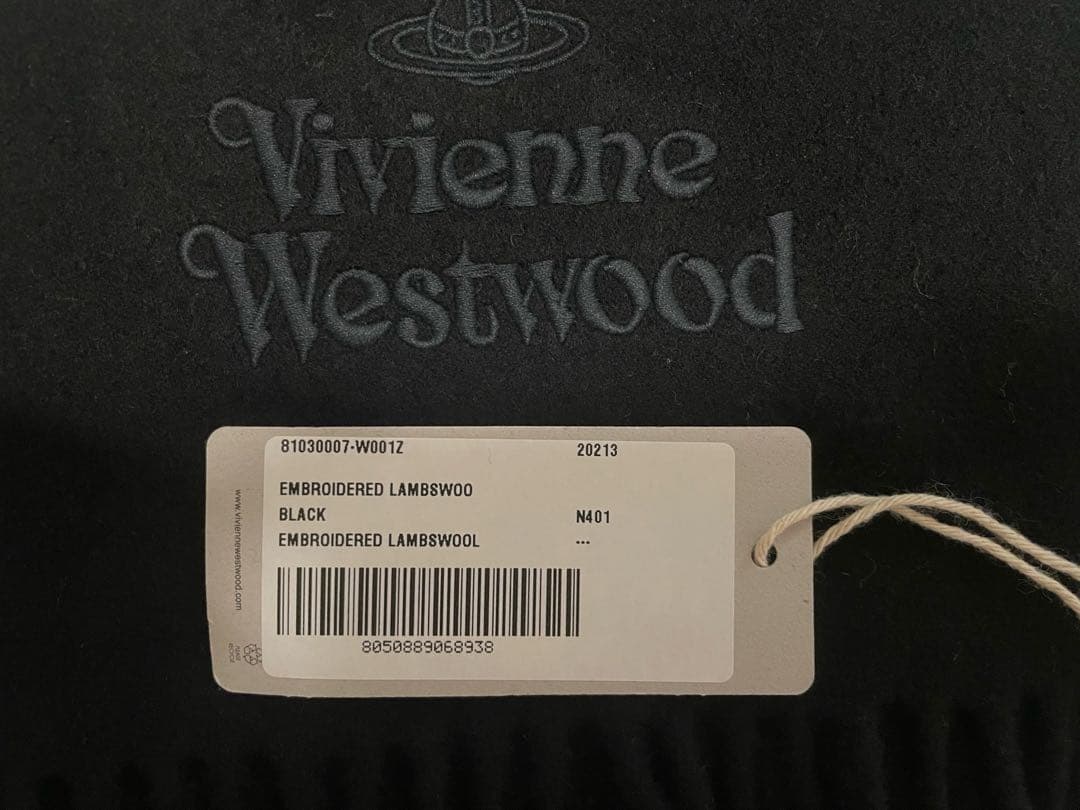 Vivienne
Westwood
81030007-W001Z 20213
EMBROIDERED LAMBSWOO
BLACK N401
EMBROIDERED LAMBSWOOL ---
8050889068938
www.viviennewestwood.com